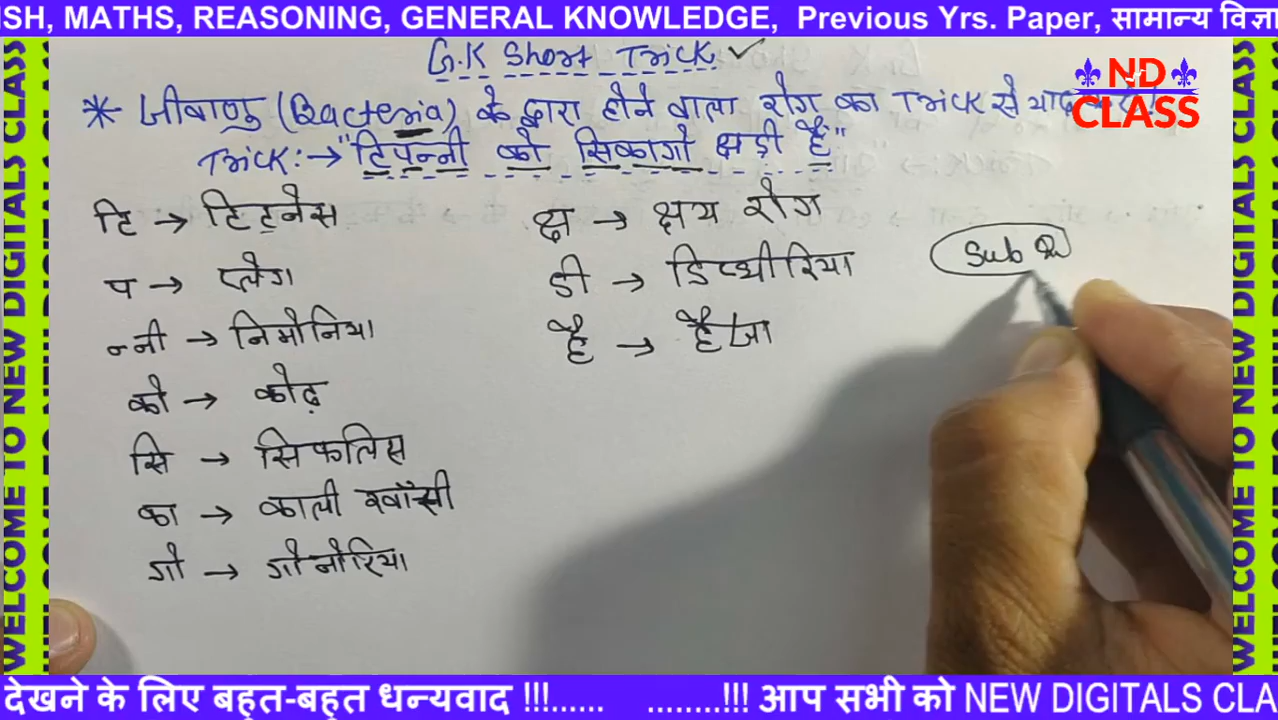 ISH, MATHS, REASONING, GENERAL KNOWLEDGE, Previous Yrs. Paper, सामान्य विज्ञा
G.K Short Trick ✓
ND
CLASS
* जीवाणु (Bacteria) के द्वारा होने वाला रोग का Trick से याद
Trick:→ "टिपन्नी को सिकागो क्षडी है"
टि → टिटनेस
प → प्लेग
न्नी → निमोनिया
को → कोढ़
सि → सिफलिस
का → काली खाँसी
गो → गोनोरिया
क्ष → क्षय रोग
डी → डिप्थीरिया
है → हैजा
Sub
WELCOME TO NEW DIGITALS CLASS
WELCOME TO NEW DIGITALS CLASS
देखने के लिए बहुत-बहुत धन्यवाद !!!...... ........!!! आप सभी को NEW DIGITALS CLA